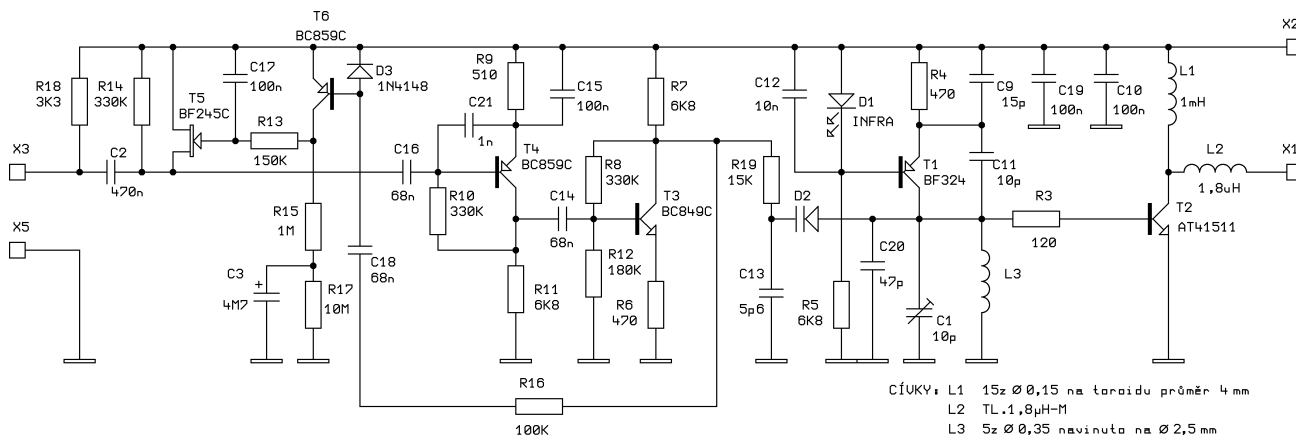 T6
BC859C
X2
R18
3K3
R14
330K
C17
100n
D3
1N4148
R9
510
C15
100n
R7
6K8
C12
10n
D1
INFRA
R4
470
C9
15p
C19
100n
C10
100n
L1
1mH
T5
BF245C
R13
150K
C21
1n
T4
BC859C
X3
C2
470n
C16
68n
R10
330K
R8
330K
R19
15K
T1
BF324
C11
10p
L2
1,8uH
X1
C14
68n
T3
BC849C
D2
R3
120
T2
AT41511
X5
R15
1M
C18
68n
R12
180K
C20
47p
L3
C3
+
4M7
R17
10M
R11
6K8
R6
470
C13
5p6
R5
6K8
C1
10p
R16
100K
CÍVKY: L1 15z Ø 0,15 na toroidu průměr 4 mm
L2 TL.1,8µH-M
L3 5z Ø 0,35 navinuto na Ø 2,5 mm